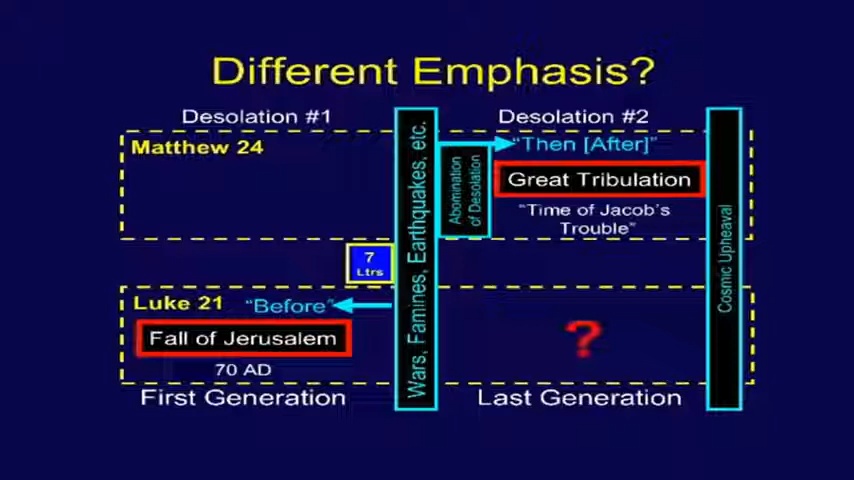 Different Emphasis?
Desolation #1
Desolation #2
Matthew 24
"Then [After]"
Great Tribulation
"Time of Jacob's
Trouble"
Abomination
of Desolation
Wars, Famines, Earthquakes, etc.
Cosmic Upheaval
7
Ltrs
Luke 21
"Before"
Fall of Jerusalem
70 AD
?
First Generation
Last Generation